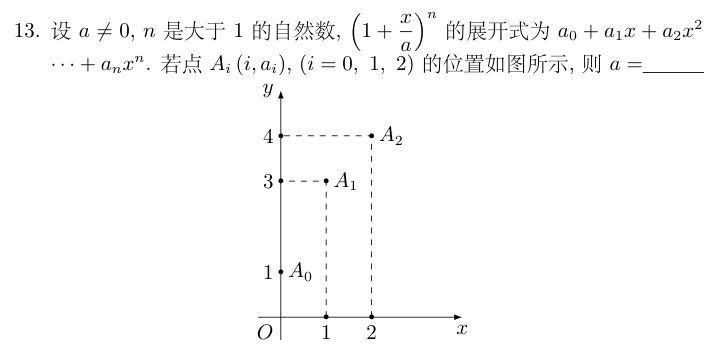 13. 设 a ≠ 0, n 是大于 1 的自然数, (1 + x/a)ⁿ 的展开式为 a₀ + a₁x + a₂x²
⋯ + aₙxⁿ. 若点 Aᵢ (i, aᵢ), (i = 0, 1, 2) 的位置如图所示, 则 a =______
y
4 A₂
3 A₁
1 A₀
O 1 2 x